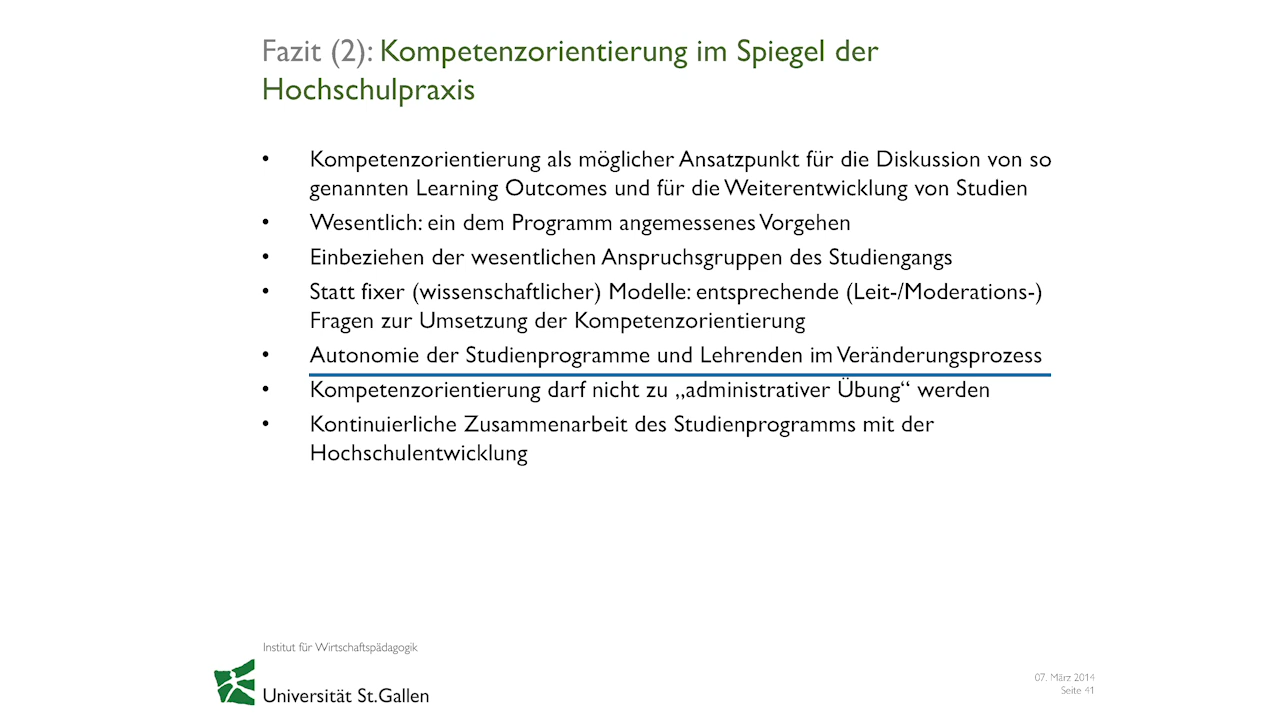 Fazit (2): Kompetenzorientierung im Spiegel der
Hochschulpraxis
• Kompetenzorientierung als möglicher Ansatzpunkt für die Diskussion von so
genannten Learning Outcomes und für die Weiterentwicklung von Studien
• Wesentlich: ein dem Programm angemessenes Vorgehen
• Einbeziehen der wesentlichen Anspruchsgruppen des Studiengangs
• Statt fixer (wissenschaftlicher) Modelle: entsprechende (Leit-/Moderations-)
Fragen zur Umsetzung der Kompetenzorientierung
• Autonomie der Studienprogramme und Lehrenden im Veränderungsprozess
• Kompetenzorientierung darf nicht zu „administrativer Übung“ werden
• Kontinuierliche Zusammenarbeit des Studienprogramms mit der
Hochschulentwicklung
Institut für Wirtschaftspädagogik
Universität St.Gallen
07. März 2014
Seite 41